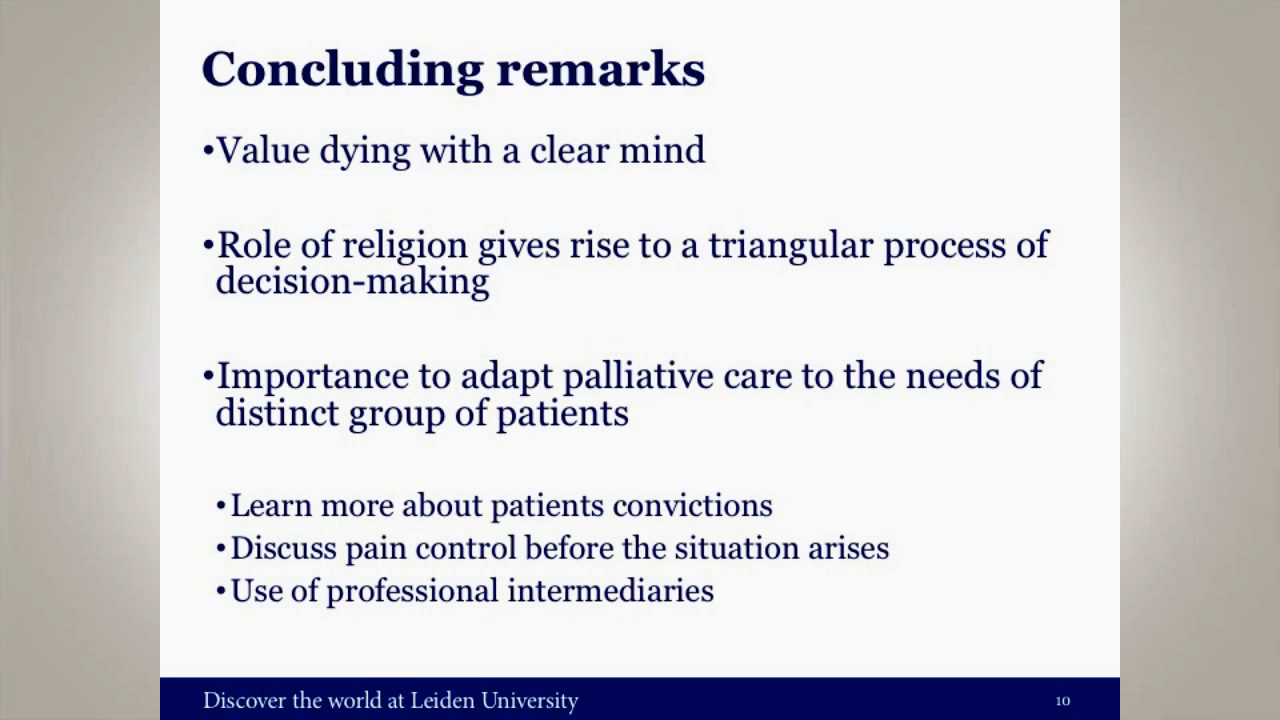 Concluding remarks
•Value dying with a clear mind
•Role of religion gives rise to a triangular process of
decision-making
•Importance to adapt palliative care to the needs of
distinct group of patients
•Learn more about patients convictions
•Discuss pain control before the situation arises
•Use of professional intermediaries
Discover the world at Leiden University
10